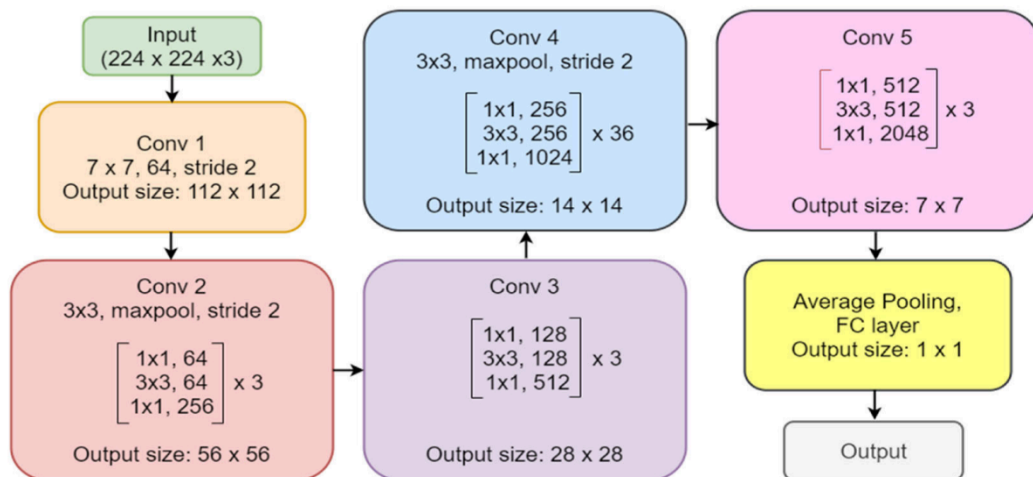 Input
(224 x 224 x3)
Conv 1
7 x 7, 64, stride 2
Output size: 112 x 112
Conv 2
3x3, maxpool, stride 2
1x1, 64
3x3, 64 x 3
1x1, 256
Output size: 56 x 56
Conv 3
1x1, 128
3x3, 128 x 3
1x1, 512
Output size: 28 x 28
Conv 4
3x3, maxpool, stride 2
1x1, 256
3x3, 256 x 36
1x1, 1024
Output size: 14 x 14
Conv 5
1x1, 512
3x3, 512 x 3
1x1, 2048
Output size: 7 x 7
Average Pooling,
FC layer
Output size: 1 x 1
Output